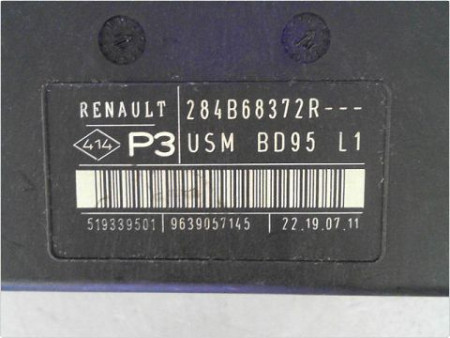 RENAULT 284B68372R---
414 P3 USM BD95 L1
519339501 9639057145 22.19.07.11